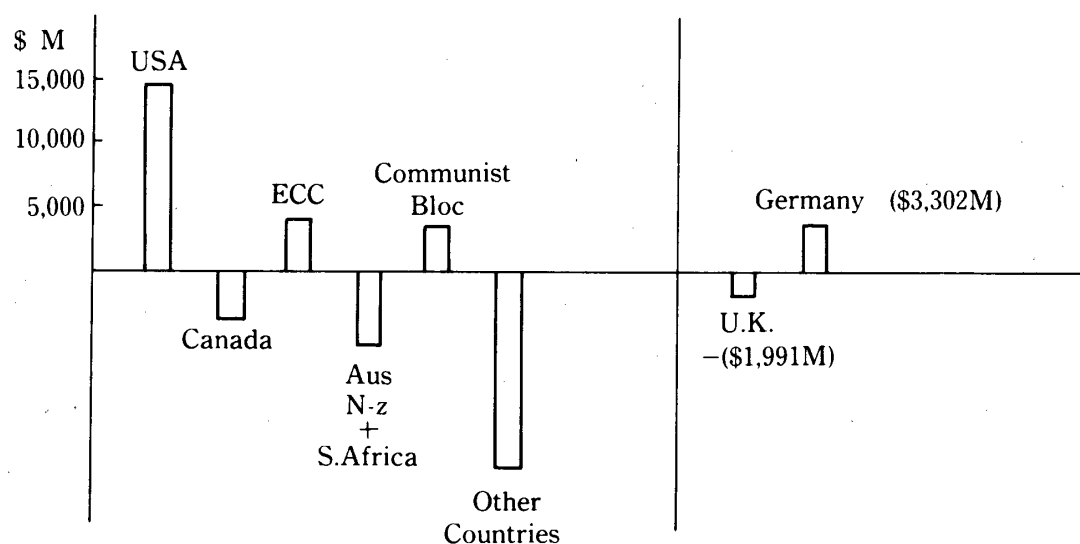 $ M
15,000
10,000
5,000
USA
Canada
ECC
Aus
N-z
+
S.Africa
Communist
Bloc
Other
Countries
U.K.
–($1,991M)
Germany ($3,302M)